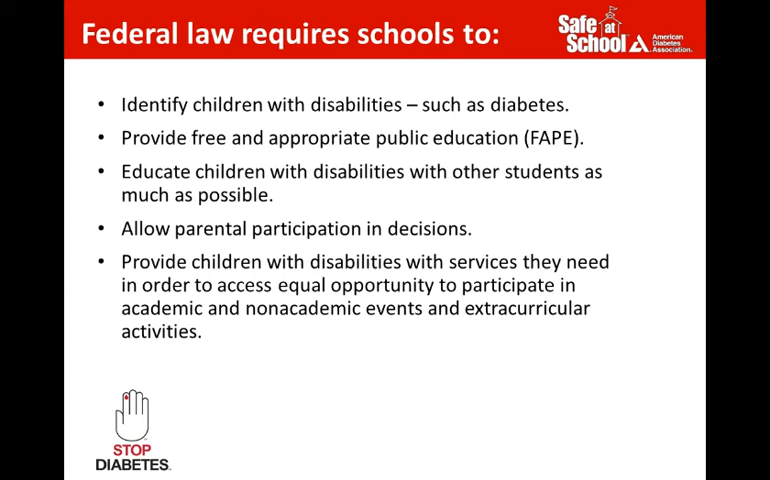 Federal law requires schools to:
Safe at School
American Diabetes Association.
• Identify children with disabilities – such as diabetes.
• Provide free and appropriate public education (FAPE).
• Educate children with disabilities with other students as
much as possible.
• Allow parental participation in decisions.
• Provide children with disabilities with services they need
in order to access equal opportunity to participate in
academic and nonacademic events and extracurricular
activities.
STOP
DIABETES.